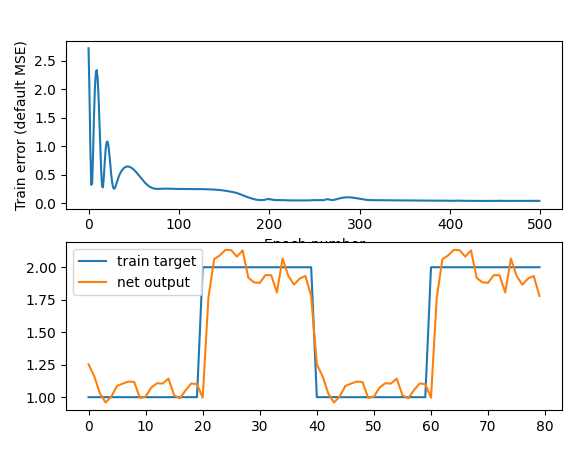 Train error (default MSE)
2.5
2.0
1.5
1.0
0.5
0.0
0 100 200 300 400 500
Epoch number
train target
net output
2.00
1.75
1.50
1.25
1.00
0 10 20 30 40 50 60 70 80